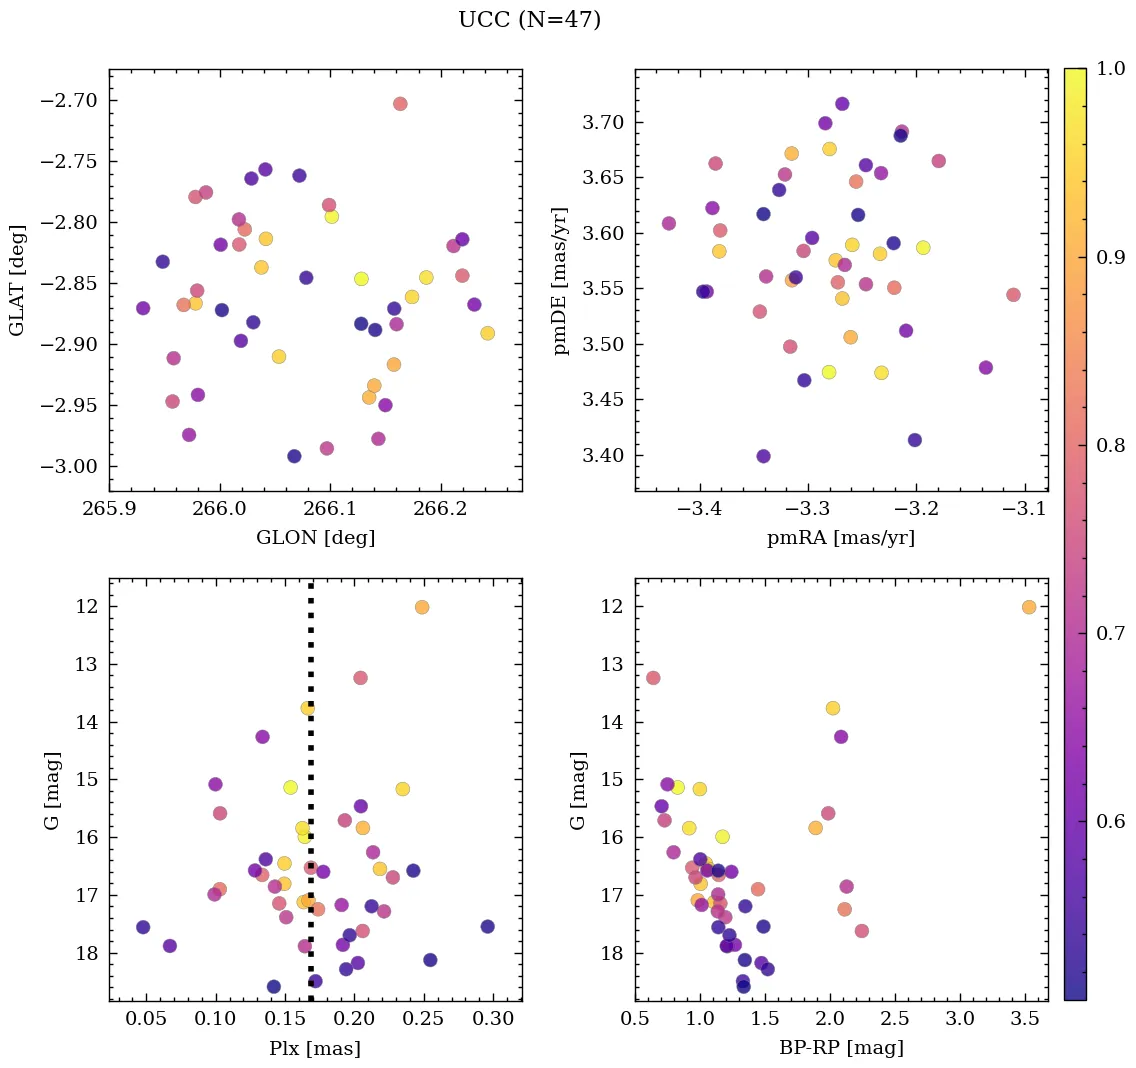 UCC (N=47)
−2.70
−2.75
−2.80
−2.85
−2.90
−2.95
−3.00
GLAT [deg]
265.9 266.0 266.1 266.2
GLON [deg]
3.70
3.65
3.60
3.55
3.50
3.45
3.40
pmDE [mas/yr]
−3.4 −3.3 −3.2 −3.1
pmRA [mas/yr]
1.0
0.9
0.8
0.7
0.6
12
13
14
15
16
17
18
G [mag]
0.05 0.10 0.15 0.20 0.25 0.30
Plx [mas]
12
13
14
15
16
17
18
G [mag]
0.5 1.0 1.5 2.0 2.5 3.0 3.5
BP-RP [mag]